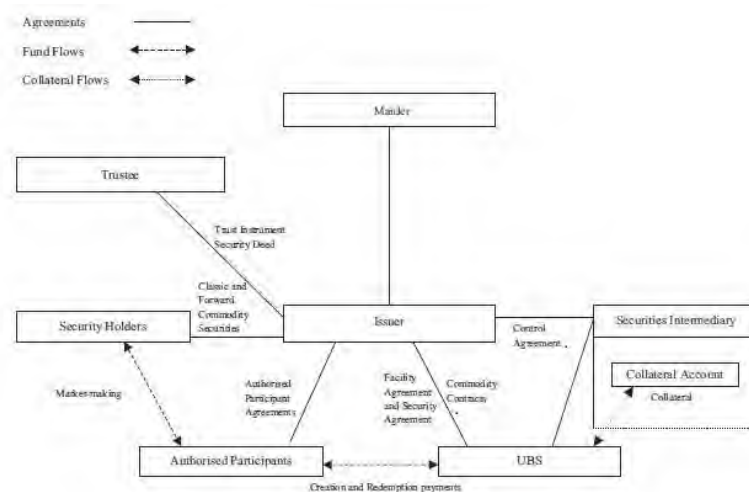 Agreements
Fund Flows
Collateral Flows
Manler
Trustee
Trust Instrument
Security Deed
Classic and
Forward
Commodity
Securities
Security Holders
Issuer
Securities Intermediary
Control
Agreement
Collateral Account
Collateral
Market-making
Authorised
Participant
Agreements
Facility
Agreement
and Security
Agreement
Commodity
Contracts
Authorised Participants
UBS
Creation and Redemption payments